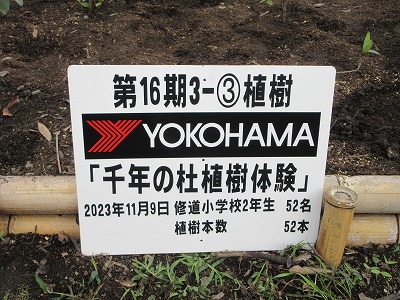 第16期3-③植樹
YOKOHAMA
「千年の杜植樹体験」
2023年11月9日 修道小学校2年生 52名
植樹本数 52本